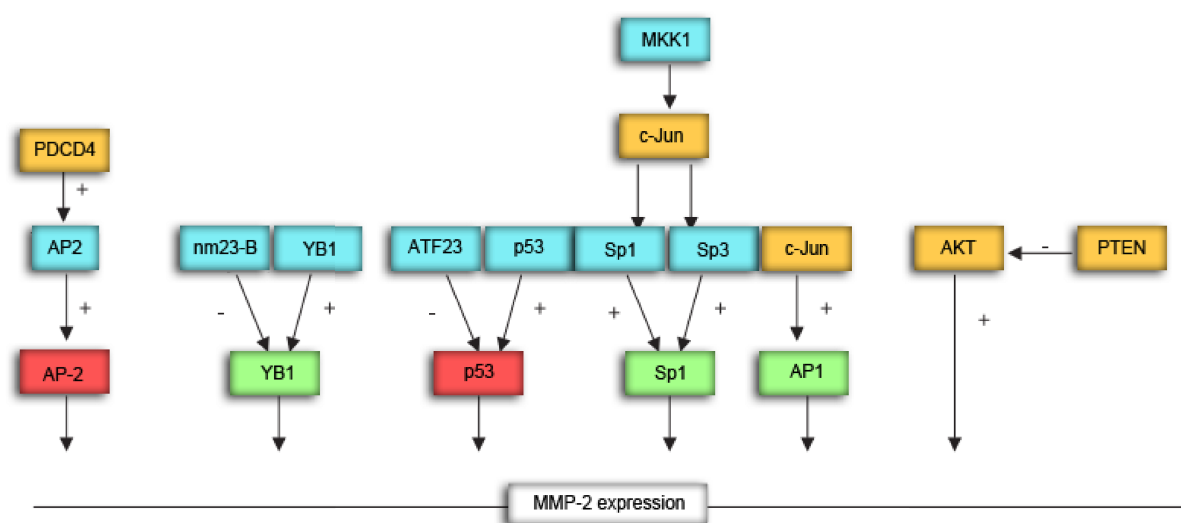 MKK1
c-Jun
PDCD4
+
AP2
nm23-B
YB1
ATF23
p53
Sp1
Sp3
c-Jun
AKT
-
PTEN
+
-
+
-
+
+
+
+
+
AP-2
YB1
p53
Sp1
AP1
MMP-2 expression